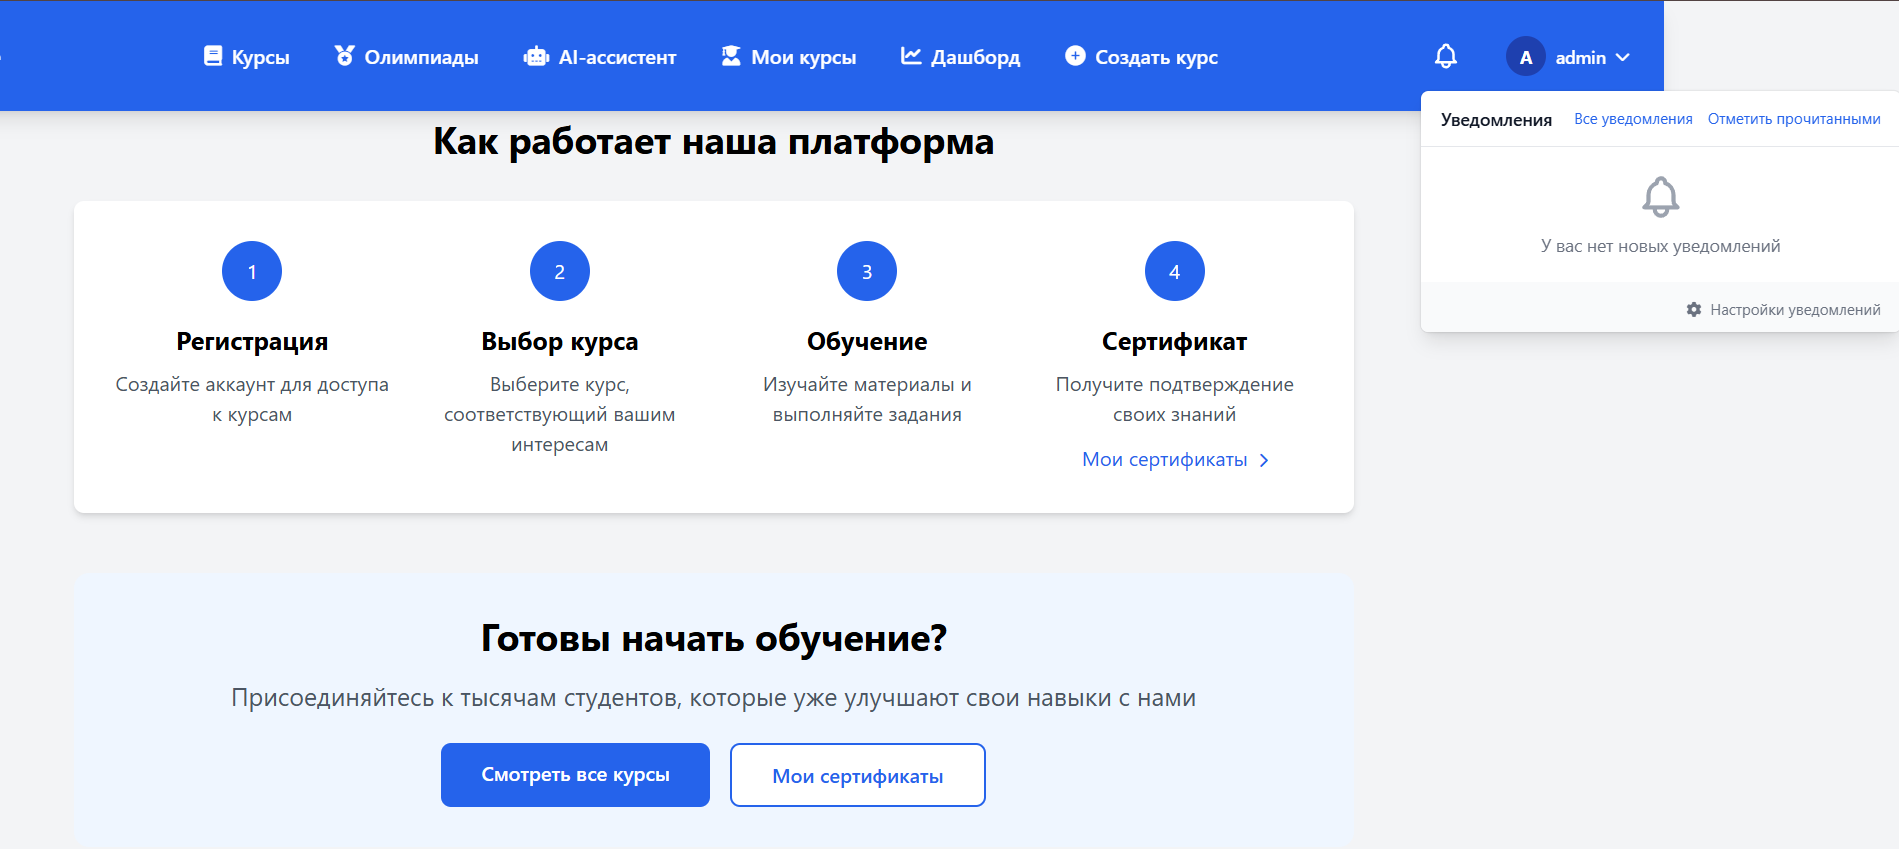 Курсы Олимпиады AI-ассистент Мои курсы Дашборд Создать курс A admin
Уведомления Все уведомления Отметить прочитанными
У вас нет новых уведомлений
Настройки уведомлений
Как работает наша платформа
1
Регистрация
Создайте аккаунт для доступа
к курсам
2
Выбор курса
Выберите курс,
соответствующий вашим
интересам
3
Обучение
Изучайте материалы и
выполняйте задания
4
Сертификат
Получите подтверждение
своих знаний
Мои сертификаты
Готовы начать обучение?
Присоединяйтесь к тысячам студентов, которые уже улучшают свои навыки с нами
Смотреть все курсы
Мои сертификаты